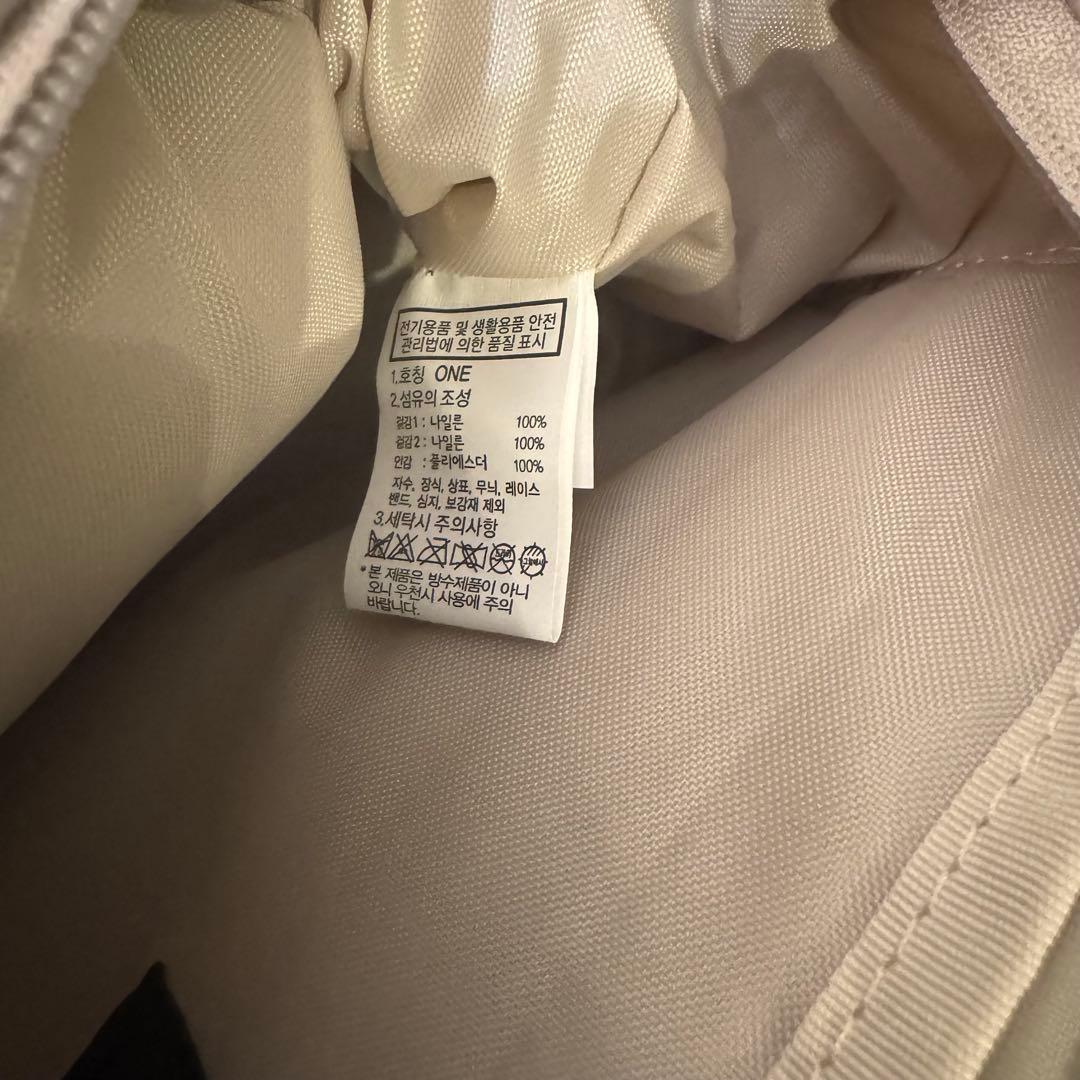 전기용품 및 생활용품 안전
관리법에 의한 품질 표시
1.호칭 ONE
2.섬유의 조성
겉감1 : 나일론 100%
겉감2 : 나일론 100%
안감 : 폴리에스터 100%
자수, 장식, 상표, 무늬, 레이스
밴드, 심지, 보강재 제외
3.세탁시 주의사항
*본 제품은 방수제품이 아니
오니 우천시 사용에 주의
바랍니다.